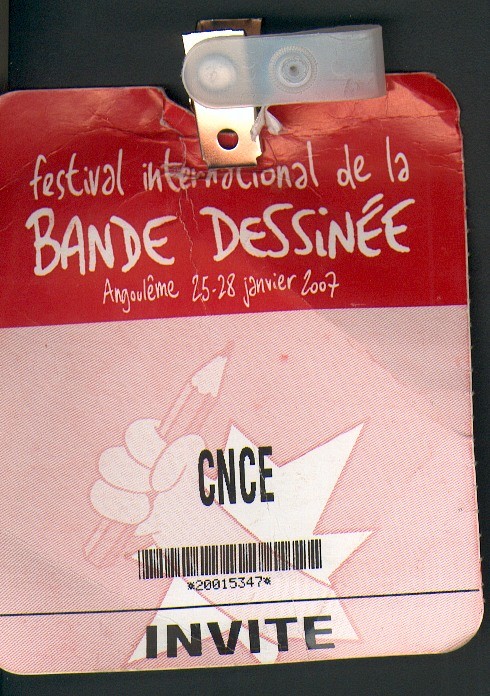 festival international de la
BANDE DESSiNÉE
Angoulême 25-28 janvier 2007
CNCE
*20015347*
INVITE